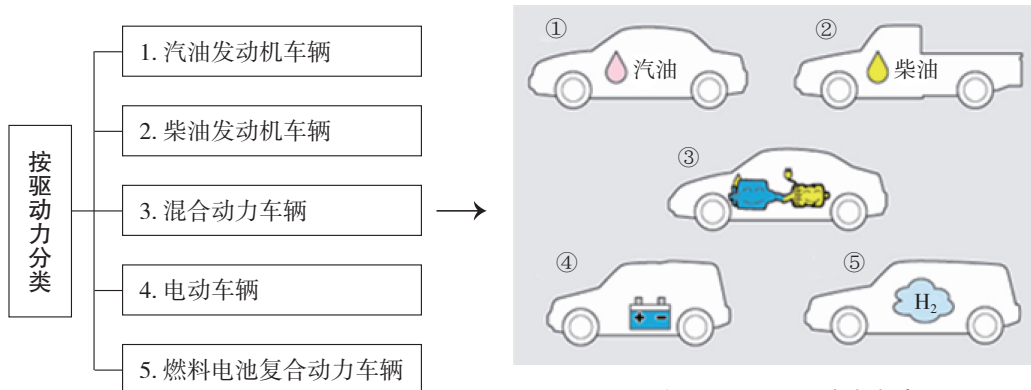 按驱动力分类
1. 汽油发动机车辆
2. 柴油发动机车辆
3. 混合动力车辆
4. 电动车辆
5. 燃料电池复合动力车辆
①
汽油
②
柴油
③
④
+ −
⑤
H₂